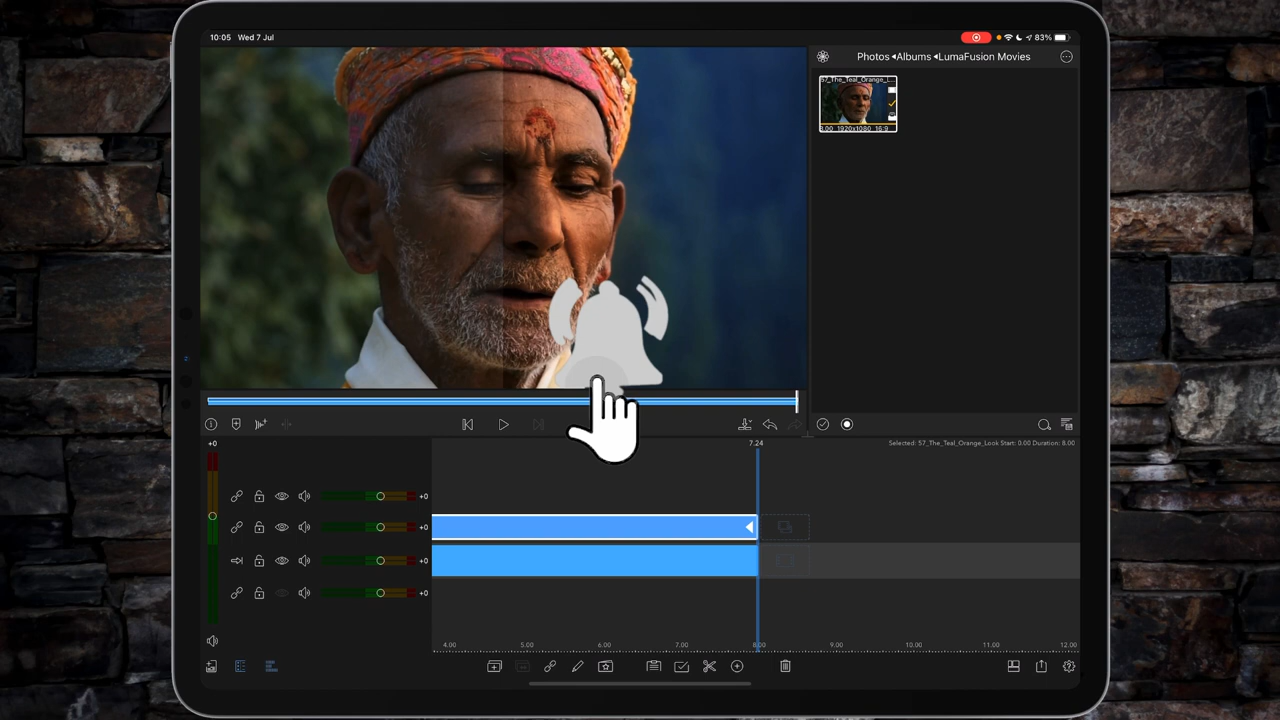 10:05 Wed 7 Jul
83%
Photos Albums LumaFusion Movies
57_The_Teal_Orange_L
8.00 1920x1080 16:9
+0
7.24
Selected: 57_The_Teal_Orange_Look Start: 0.00 Duration: 8.00
+0
+0
+0
+0
4.00 5.00 6.00 7.00 8.00 9.00 10.00 11.00 12.00